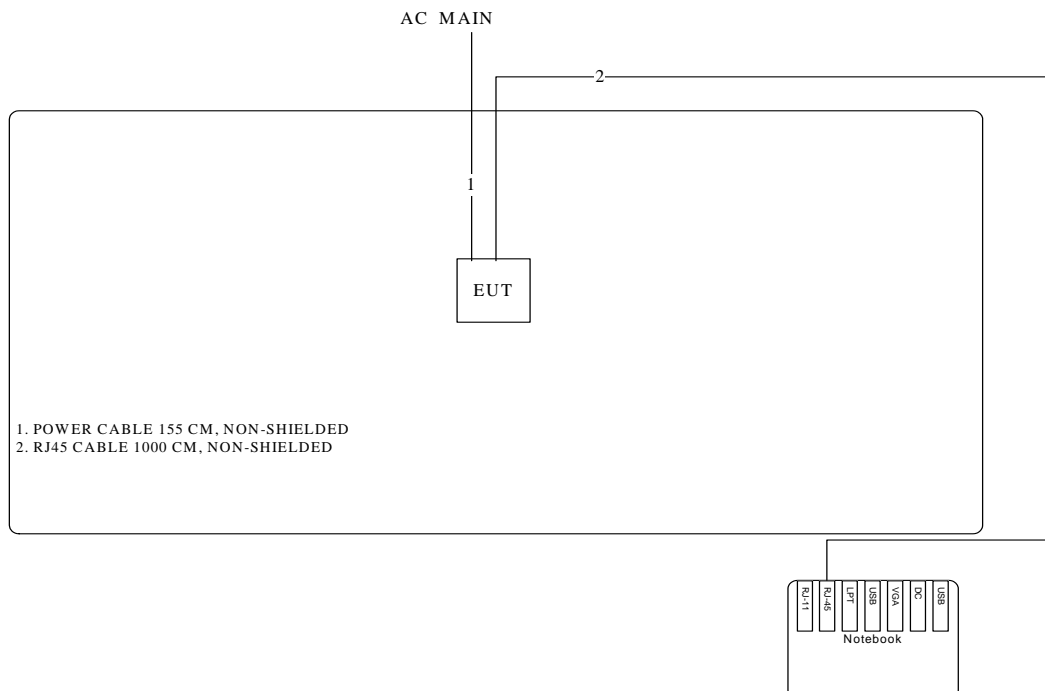 AC MAIN
2
1
EUT
1. POWER CABLE 155 CM, NON-SHIELDED
2. RJ45 CABLE 1000 CM, NON-SHIELDED
RJ-11
RJ-45
LPT
USB
VGA
DC
USB
Notebook